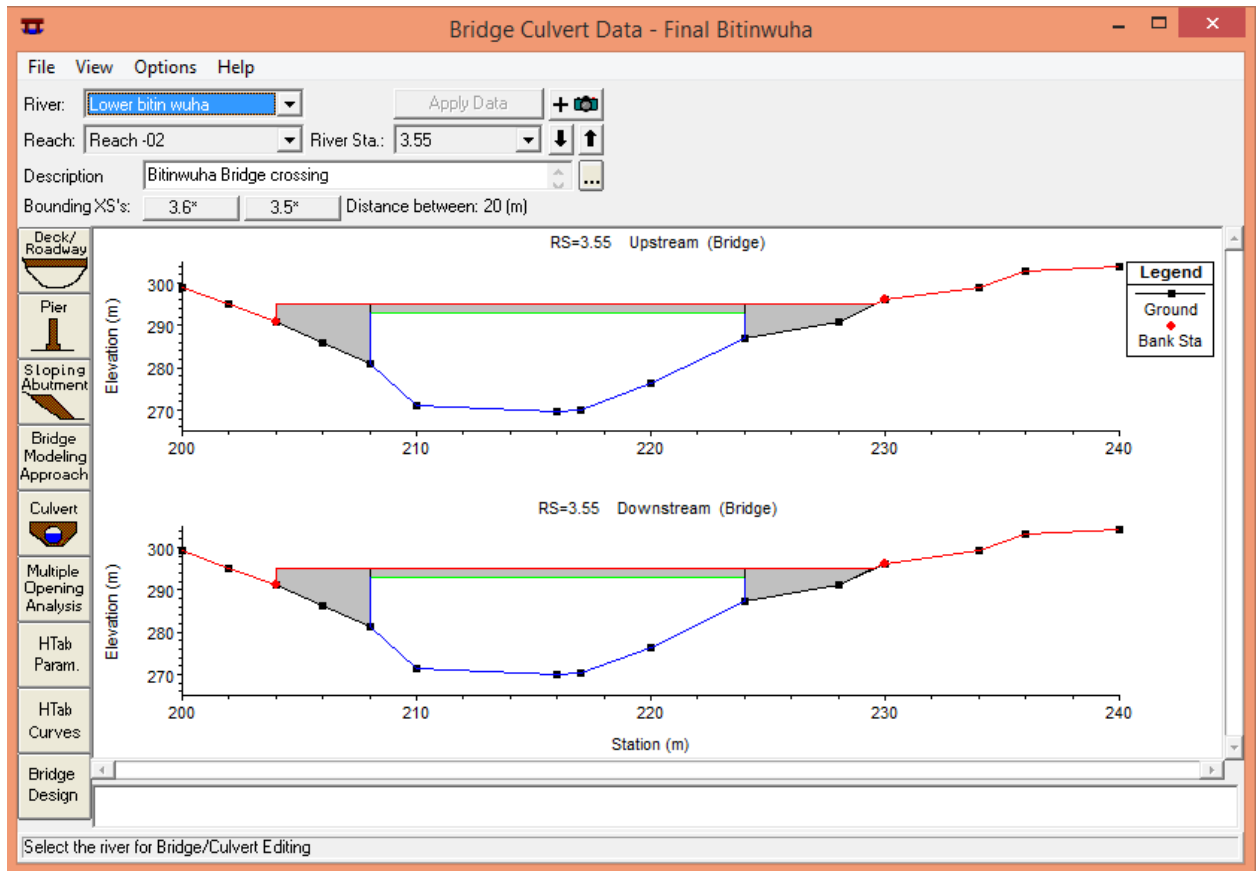 Bridge Culvert Data - Final Bitinwuha
File View Options Help
River: Lower bitin wuha Apply Data +
Reach: Reach -02 River Sta.: 3.55
Description Bitinwuha Bridge crossing ...
Bounding XS's: 3.6* 3.5* Distance between: 20 (m)
Deck/
Roadway
Pier
Sloping
Abutment
Bridge
Modeling
Approach
Culvert
Multiple
Opening
Analysis
HTab
Param.
HTab
Curves
Bridge
Design
RS=3.55 Upstream (Bridge)
Elevation (m)
300
290
280
270
200 210 220 230 240
Legend
Ground
Bank Sta
RS=3.55 Downstream (Bridge)
Elevation (m)
300
290
280
270
200 210 220 230 240
Station (m)
Select the river for Bridge/Culvert Editing